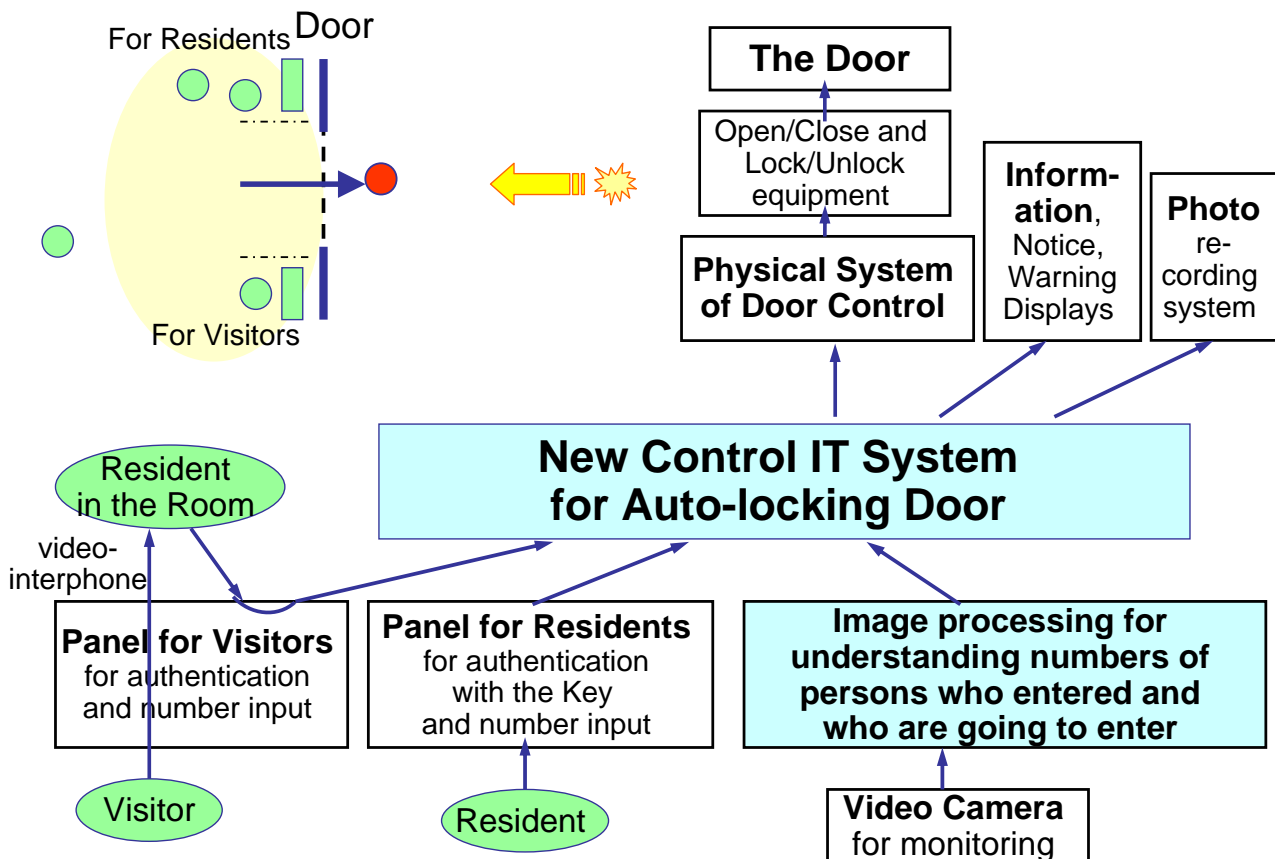 For Residents
Door
For Visitors
The Door
Open/Close and
Lock/Unlock
equipment
Physical System
of Door Control
Inform-
ation,
Notice,
Warning
Displays
Photo
re-
cording
system
New Control IT System
for Auto-locking Door
Resident
in the Room
video-
interphone
Panel for Visitors
for authentication
and number input
Visitor
Panel for Residents
for authentication
with the Key
and number input
Resident
Image processing for
understanding numbers of
persons who entered and
who are going to enter
Video Camera
for monitoring